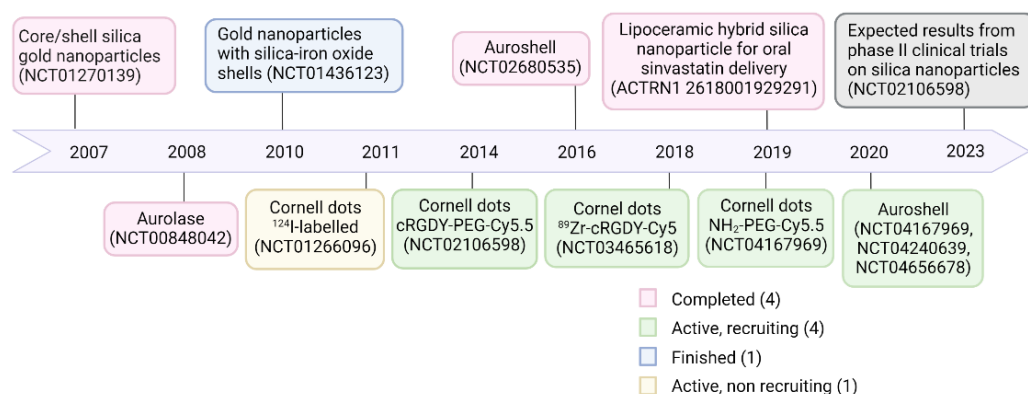 Core/shell silica
gold nanoparticles
(NCT01270139)
Gold nanoparticles
with silica-iron oxide
shells (NCT01436123)
Auroshell
(NCT02680535)
Lipoceramic hybrid silica
nanoparticle for oral
sinvastatin delivery
(ACTRN1 2618001929291)
Expected results from
phase II clinical trials
on silica nanoparticles
(NCT02106598)
2007 2008 2010 2011 2014 2016 2018 2019 2020 2023
Aurolase
(NCT00848042)
Cornell dots
¹²⁴I-labelled
(NCT01266096)
Cornell dots
cRGDY-PEG-Cy5.5
(NCT02106598)
Cornel dots
⁸⁹Zr-cRGDY-Cy5
(NCT03465618)
Cornell dots
NH₂-PEG-Cy5.5
(NCT04167969)
Auroshell
(NCT04167969,
NCT04240639,
NCT04656678)
Completed (4)
Active, recruiting (4)
Finished (1)
Active, non recruiting (1)